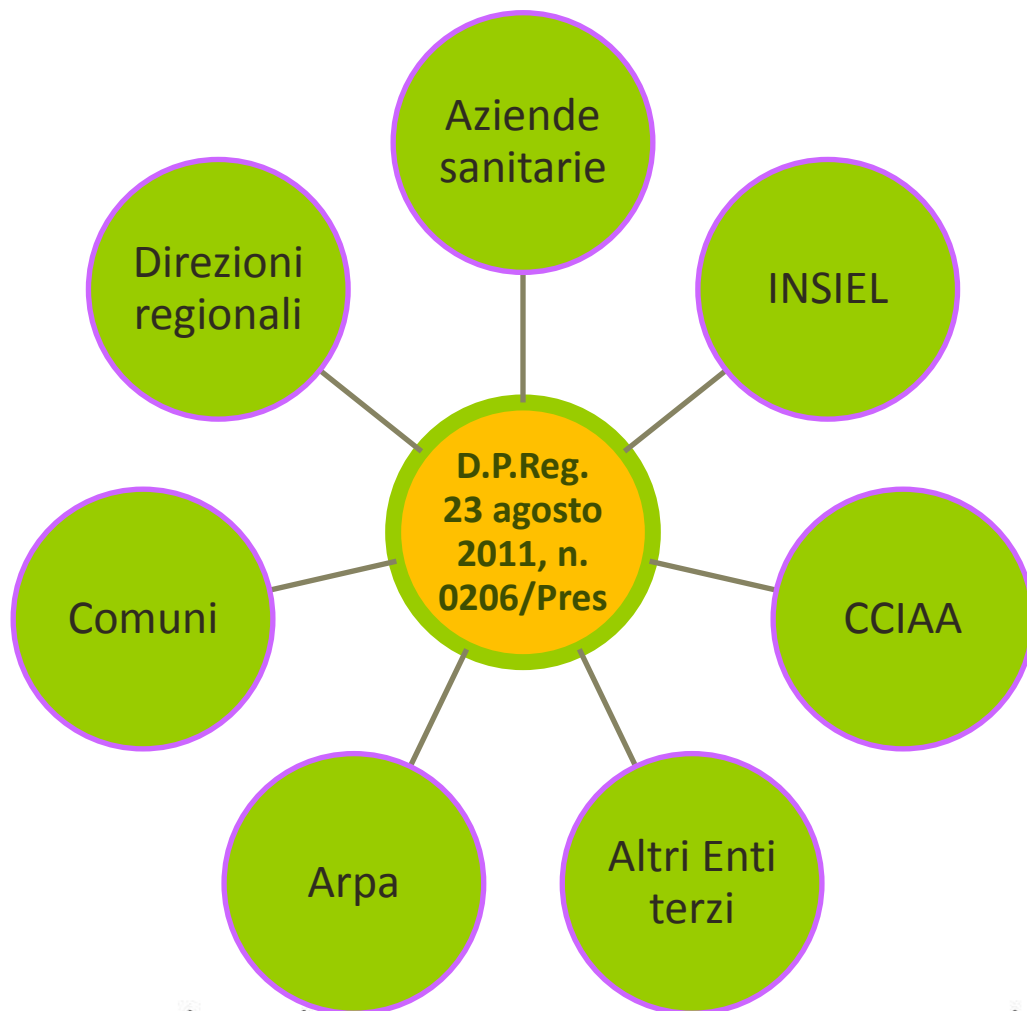 Aziende
sanitarie
Direzioni
regionali
INSIEL
D.P.Reg.
23 agosto
2011, n.
0206/Pres
Comuni
CCIAA
Arpa
Altri Enti
terzi